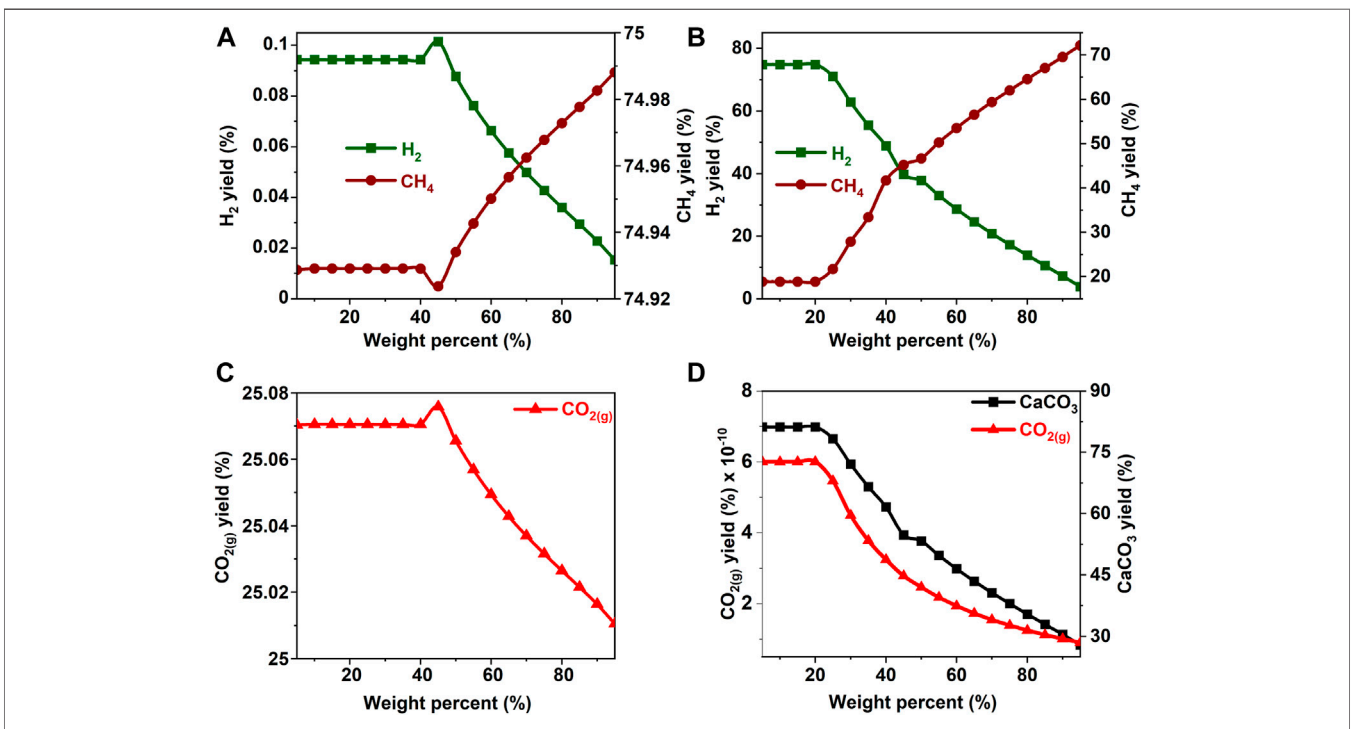 A
H₂ yield (%)
0.1
0.08
0.06
0.04
0.02
0
H₂
CH₄
75
74.98
74.96
74.94
74.92
CH₄ yield (%)
20 40 60 80
Weight percent (%)
B
H₂ yield (%)
80
60
40
20
0
H₂
CH₄
70
60
50
40
30
20
CH₄ yield (%)
20 40 60 80
Weight percent (%)
C
CO₂(g) yield (%)
25.08
25.06
25.04
25.02
25
CO₂(g)
20 40 60 80
Weight percent (%)
D
CO₂(g) yield (%) x 10⁻¹⁰
8
6
4
2
CaCO₃
CO₂(g)
90
75
60
45
30
CaCO₃ yield (%)
20 40 60 80
Weight percent (%)